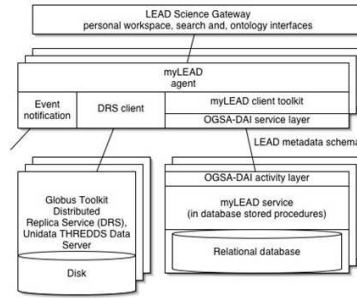 LEAD Science Gateway
personal workspace, search and, ontology interfaces
myLEAD
agent
Event
notification
DRS client
myLEAD client toolkit
OGSA-DAI service layer
LEAD metadata schema
Globus Toolkit
Distributed
Replica Service (DRS),
Unidata THREDDS Data
Server
Disk
OGSA-DAI activity layer
myLEAD service
(in database stored procedures)
Relational database